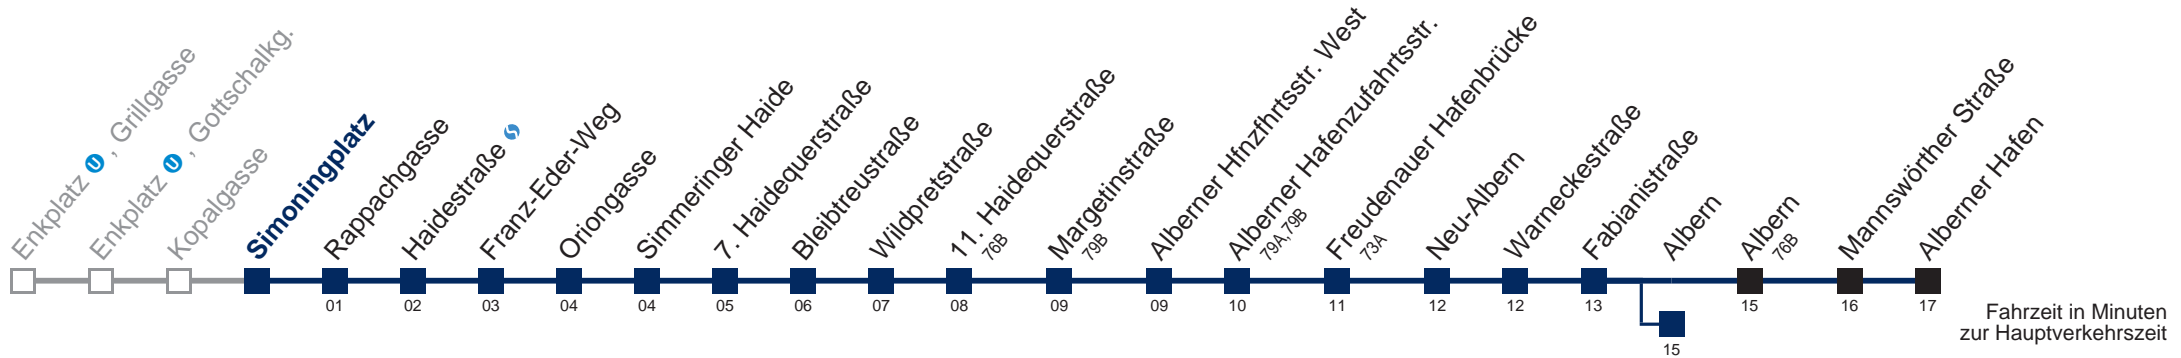 Enkplatz U , Grillgasse
Enkplatz U , Gottschalkg.
Kopalgasse
Simoningplatz
Rappachgasse
Haidestraße
Franz-Eder-Weg
Oriongasse
Simmeringer Haide
7. Haidequerstraße
Bleibtreustraße
Wildpretstraße
11. Haidequerstraße
76B
Margetinstraße
79B
Alberner Hfnzfhrtsstr. West
Alberner Hafenzufahrtsstr.
79A,79B
Freudenauer Hafenbrücke
73A
Neu-Albern
Warneckestraße
Fabianistraße
Albern
Albern
76B
Mannswörther Straße
Alberner Hafen
01 02 03 04 04 05 06 07 08 09 09 10 11 12 12 13 15 16 17
15
Fahrzeit in Minuten
zur Hauptverkehrszeit